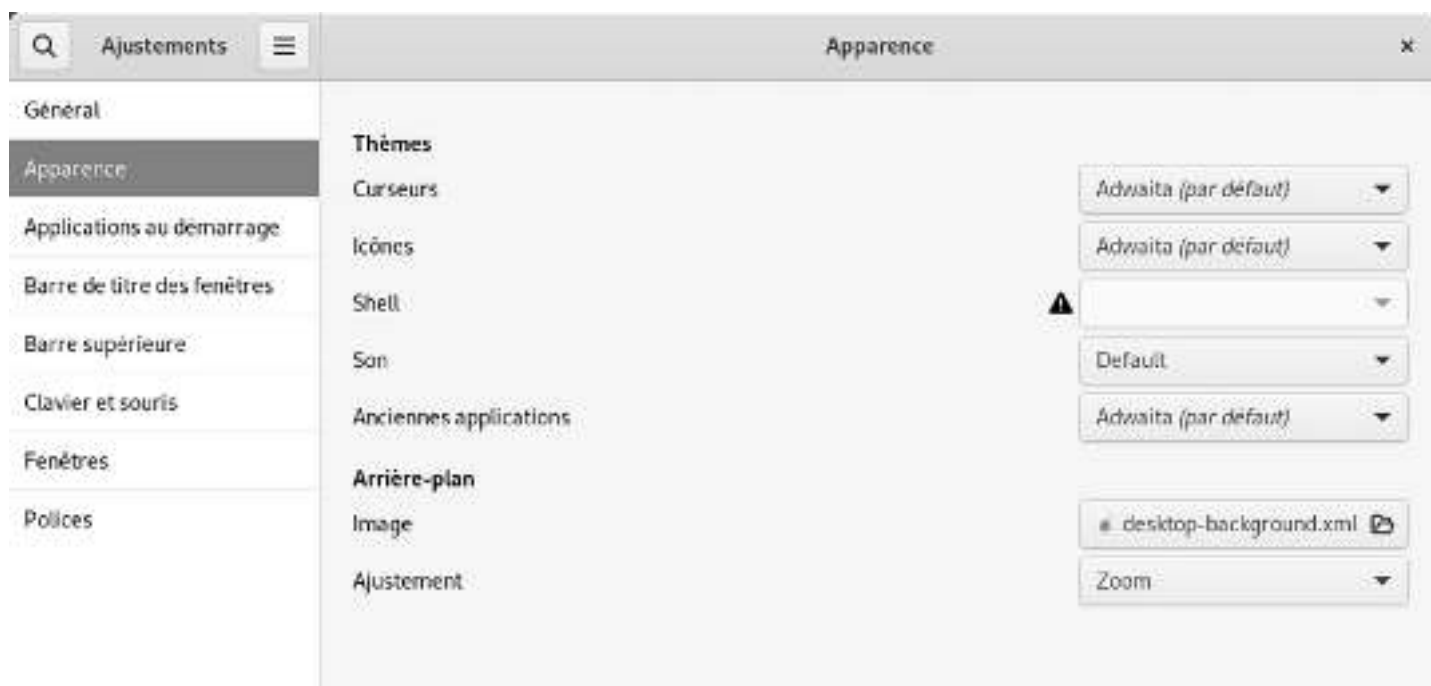 Ajustements
Apparence
Général
Apparence
Applications au démarrage
Barre de titre des fenêtres
Barre supérieure
Clavier et souris
Fenêtres
Polices
Thèmes
Curseurs
Adwaita (par défaut)
Icônes
Adwaita (par défaut)
Shell
Son
Default
Anciennes applications
Adwaita (par défaut)
Arrière-plan
Image
desktop-background.xml
Ajustement
Zoom